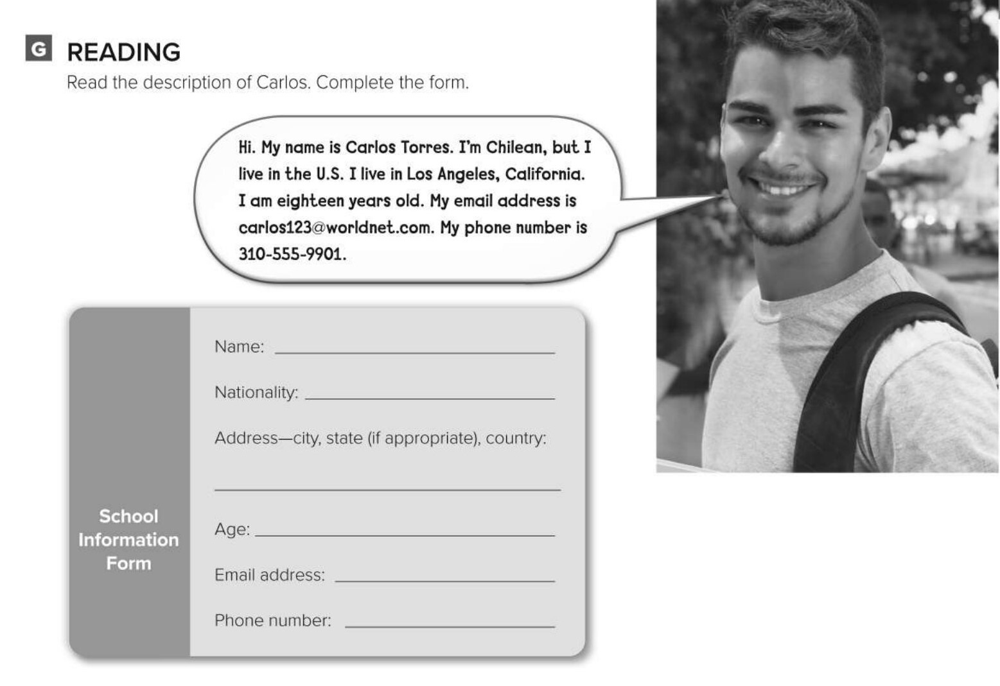 G READING
Read the description of Carlos. Complete the form.
Hi. My name is Carlos Torres. I'm Chilean, but I
live in the U.S. I live in Los Angeles, California.
I am eighteen years old. My email address is
carlos123@worldnet.com. My phone number is
310-555-9901.
School
Information
Form
Name:
Nationality:
Address—city, state (if appropriate), country:
Age:
Email address:
Phone number: